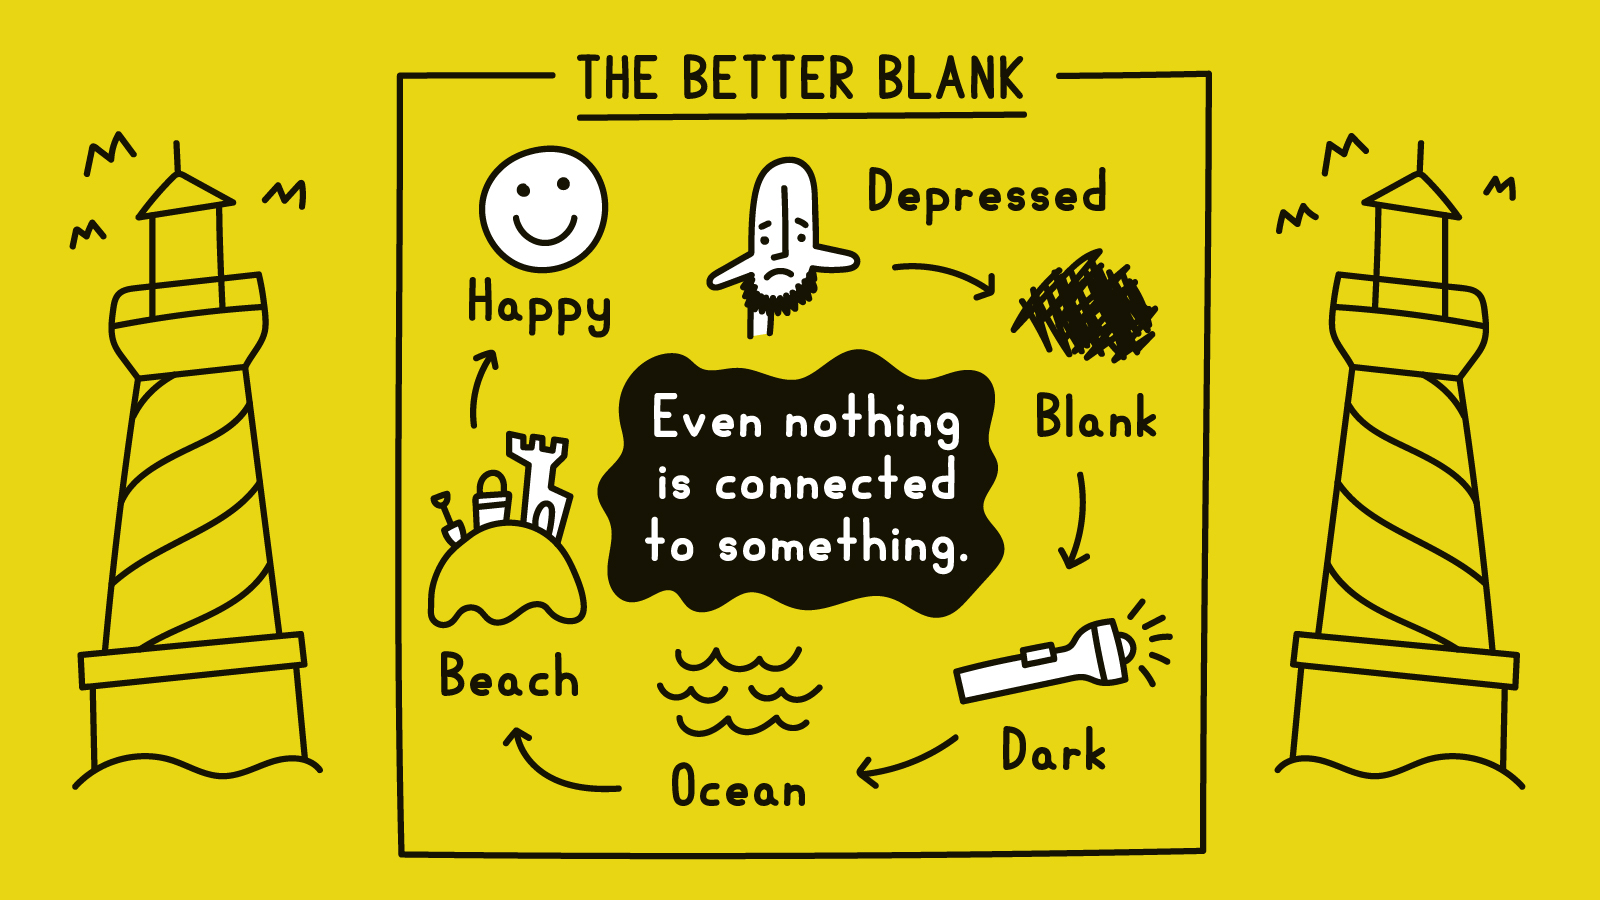 THE BETTER BLANK
Depressed
Happy
Blank
Even nothing
is connected
to something.
Beach
Dark
Ocean